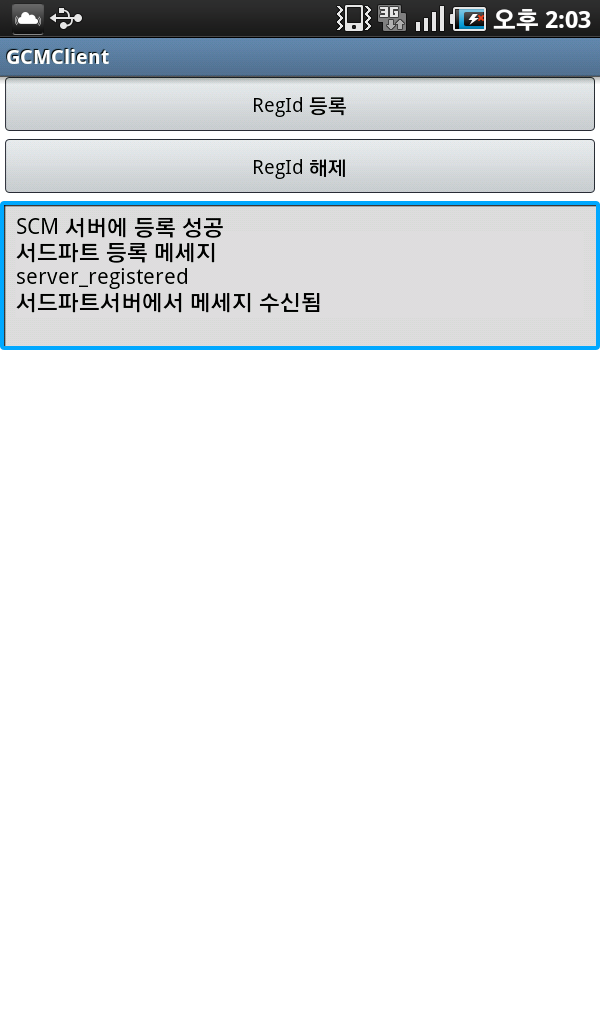 3G
오후 2:03
GCMClient
RegId 등록
RegId 해제
SCM 서버에 등록 성공
서드파트 등록 메세지
server_registered
서드파트서버에서 메세지 수신됨